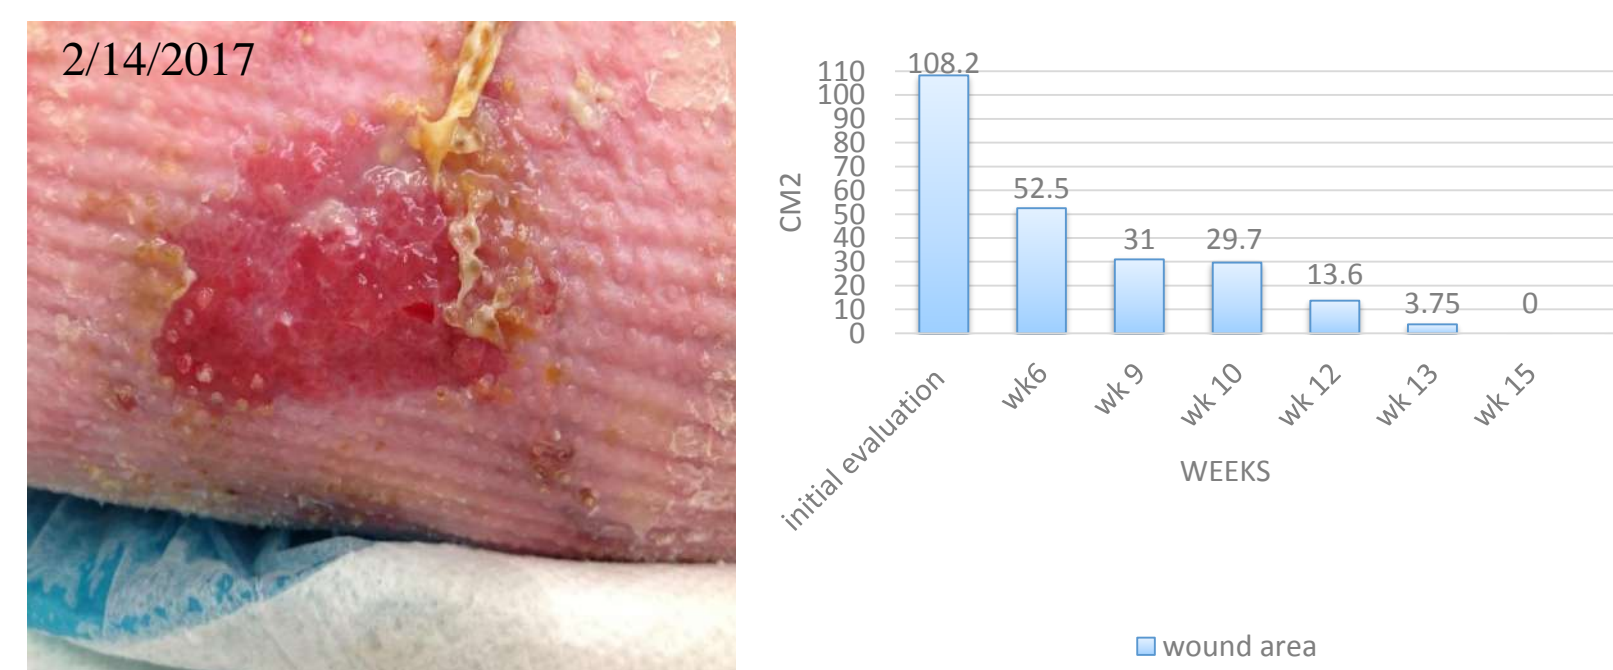 2/14/2017
108.2
110
100
90
80
70
60
50
40
30
20
10
0
52.5
31
29.7
13.6
3.75
0
CM2
initial evaluation
wk6
wk 9
wk 10
wk 12
wk 13
wk 15
WEEKS
wound area